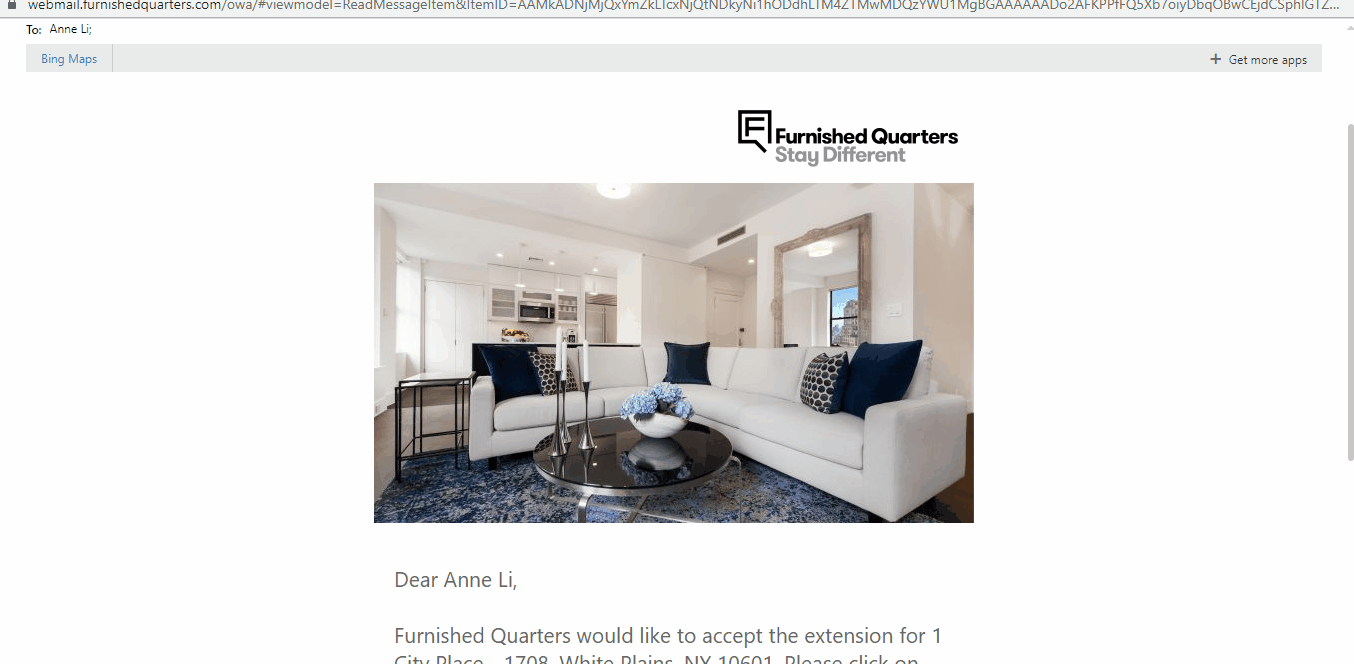 webmail.furnishedquarters.com/owa/#viewmodel=ReadMessageItem&ItemID=AAMkADNjMjQxYmZkLTcxNjQtNDkyNi1hODdhLTM4ZTMwMDQzYWU1MgBGAAAAAADo2AFKPPfFQ5Xb7oiyDbqOBwCEjdCSphIGTZ...
To: Anne Li;
Bing Maps
+ Get more apps
Furnished Quarters
Stay Different
Dear Anne Li,
Furnished Quarters would like to accept the extension for 1
City Place - 1708, White Plains, NY 10601. Please click on